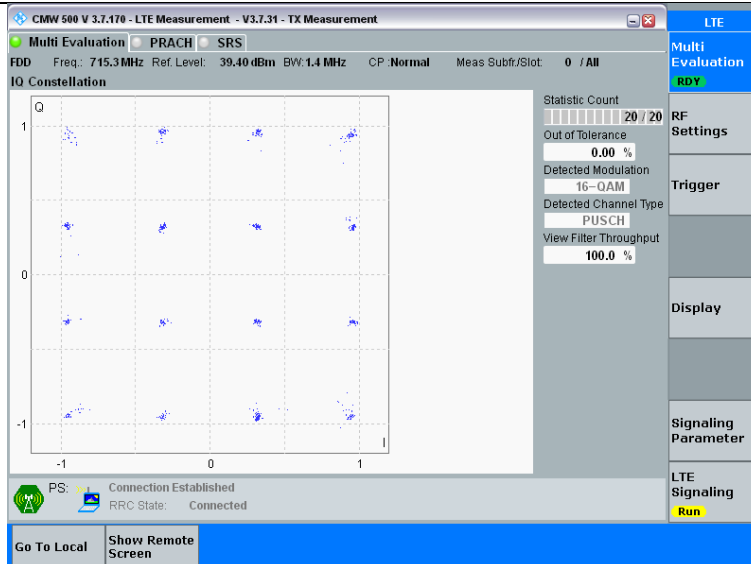 CMW 500 V 3.7.170 - LTE Measurement - V3.7.31 - TX Measurement
LTE
Multi Evaluation PRACH SRS
FDD Freq.: 715.3 MHz Ref. Level: 39.40 dBm BW: 1.4 MHz CP :Normal Meas Subfr./Slot: 0 / All
IQ Constellation
Q
1
0
-1
-1 0 1
I
Statistic Count
20 / 20
Out of Tolerance
0.00 %
Detected Modulation
16-QAM
Detected Channel Type
PUSCH
View Filter Throughput
100.0 %
Multi Evaluation
RDY
RF Settings
Trigger
Display
Signaling Parameter
LTE Signaling
Run
PS: Connection Established
RRC State: Connected
Go To Local
Show Remote Screen